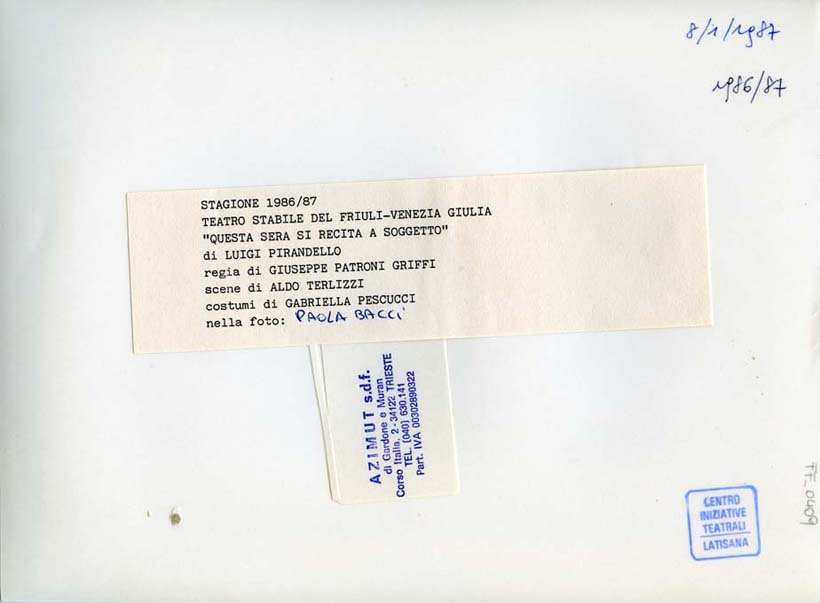 8/1/1987
1986/87
STAGIONE 1986/87
TEATRO STABILE DEL FRIULI-VENEZIA GIULIA
"QUESTA SERA SI RECITA A SOGGETTO"
di LUIGI PIRANDELLO
regia di GIUSEPPE PATRONI GRIFFI
scene di ALDO TERLIZZI
costumi di GABRIELLA PESCUCCI
nella foto: PAOLA BACCI
AZIMUT s.d.f.
di Gardone e Muran
Corso Italia, 2 - 34122 TRIESTE
TEL. (040) 630.141
Part. IVA 00302890322
CENTRO
INIZIATIVE
TEATRALI
LATISANA
FF_0409